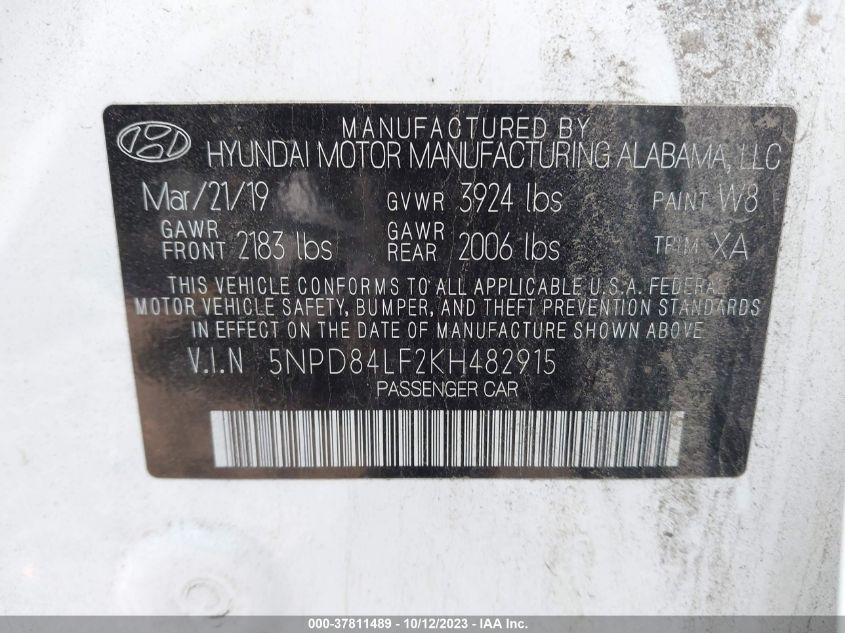 MANUFACTURED BY
HYUNDAI MOTOR MANUFACTURING ALABAMA, LLC
Mar/21/19 GVWR 3924 lbs PAINT W8
GAWR FRONT 2183 lbs GAWR REAR 2006 lbs TRIM XA
THIS VEHICLE CONFORMS TO ALL APPLICABLE U.S.A. FEDERAL
MOTOR VEHICLE SAFETY, BUMPER, AND THEFT PREVENTION STANDARDS
IN EFFECT ON THE DATE OF MANUFACTURE SHOWN ABOVE.
V.I.N 5NPD84LF2KH482915
PASSENGER CAR
000-37811489 - 10/12/2023 - IAA Inc.